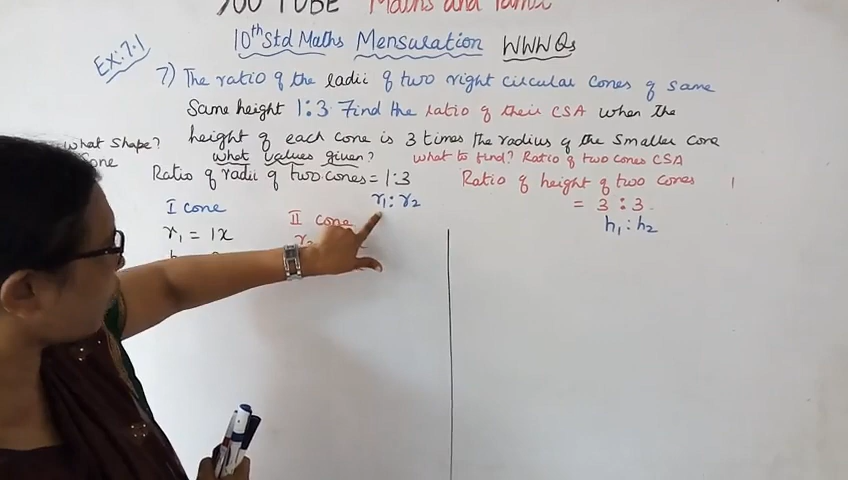 YOU TUBE Maths and Tamil
10th Std Maths Mensuration WWW Qs
Ex:7.1
7) The ratio of the radii of two right circular cones of same
Same height 1:3 Find the ratio of their CSA when the
height of each cone is 3 times the radius of the smaller cone
what shape?
Cone
what values given? what to find? Ratio of two cones CSA
Ratio of radii of two cones = 1:3
r₁:r₂
Ratio of height of two cones
= 3:3
h₁:h₂
I cone
r₁ = 1x
II cone